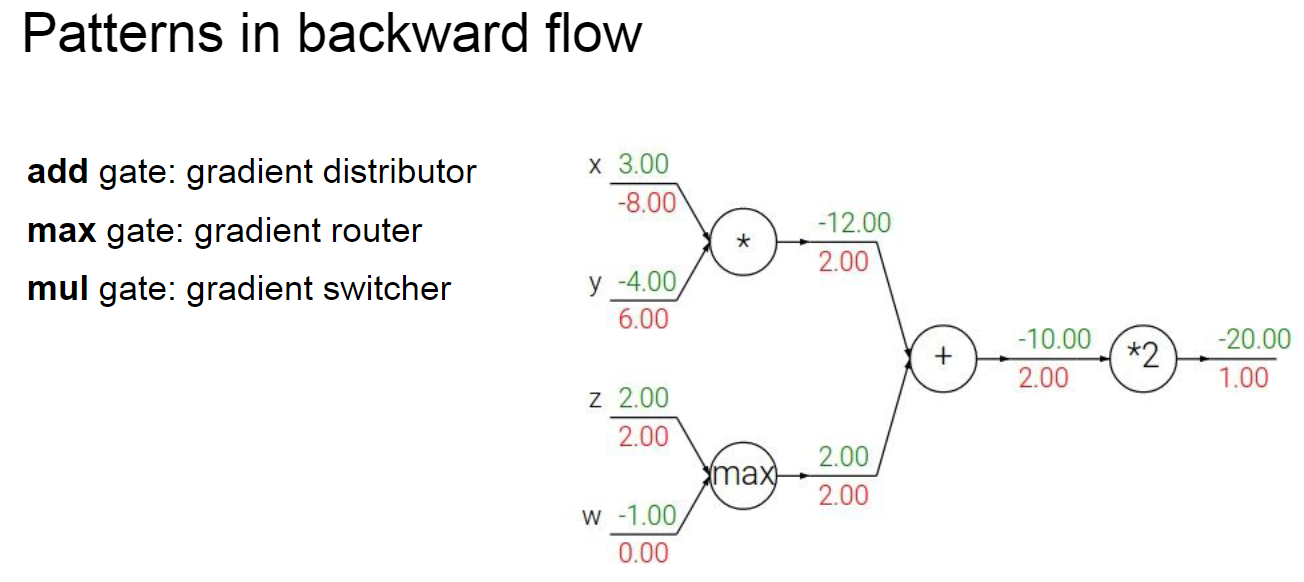 Patterns in backward flow
add gate: gradient distributor
max gate: gradient router
mul gate: gradient switcher
x 3.00
-8.00
*
-12.00
2.00
y -4.00
6.00
+
-10.00
2.00
*2
-20.00
1.00
z 2.00
2.00
max
2.00
2.00
w -1.00
0.00